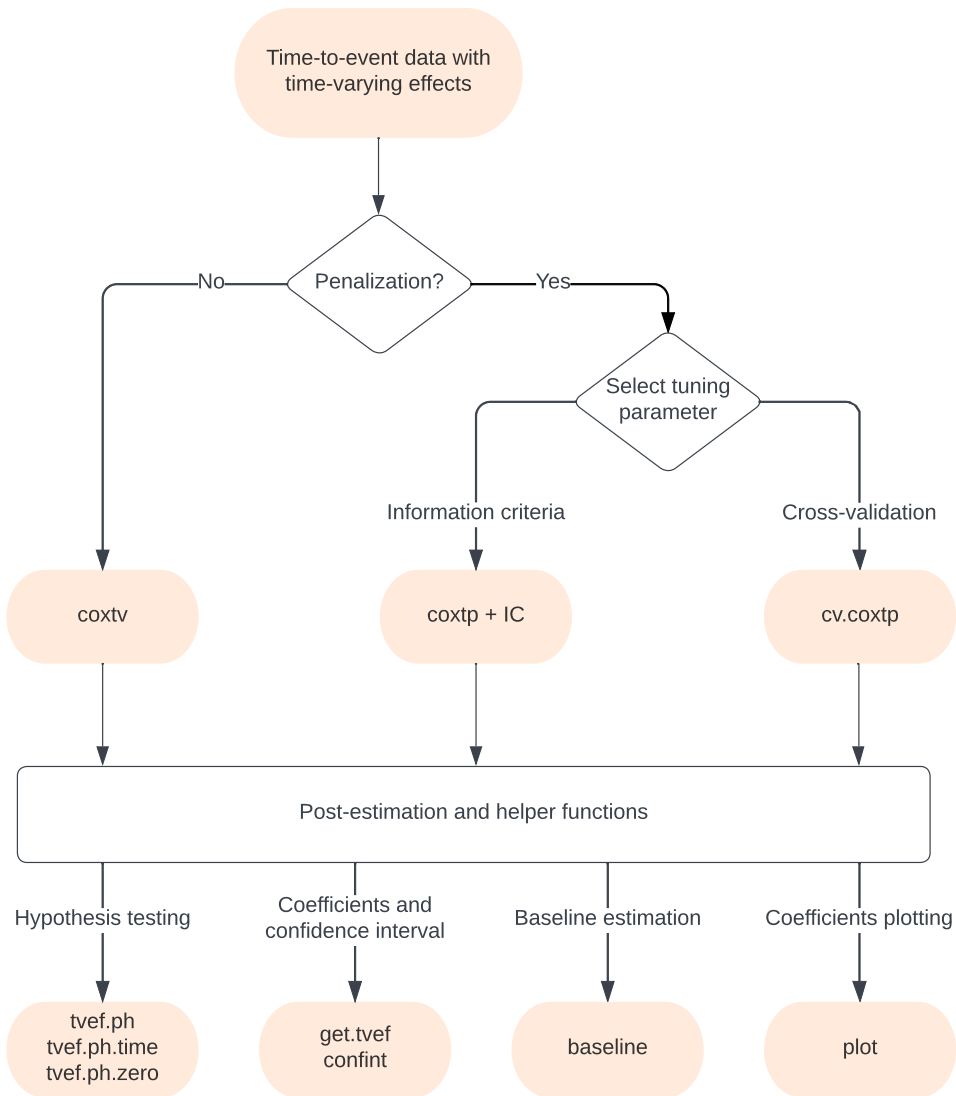 Time-to-event data with
time-varying effects
Penalization?
No
Yes
Select tuning
parameter
Information criteria
Cross-validation
coxtv
coxtp + IC
cv.coxtp
Post-estimation and helper functions
Hypothesis testing
Coefficients and
confidence interval
Baseline estimation
Coefficients plotting
tvef.ph
tvef.ph.time
tvef.ph.zero
get.tvef
confint
baseline
plot